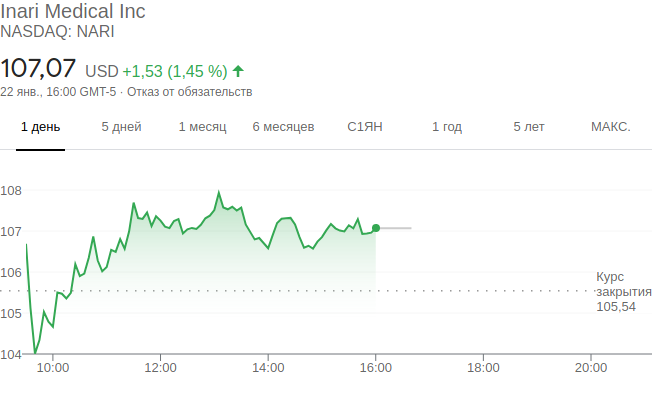 Inari Medical Inc
NASDAQ: NARI
107,07 USD +1,53 (1,45 %)
22 янв., 16:00 GMT-5 · Отказ от обязательств
1 день 5 дней 1 месяц 6 месяцев С1ЯН 1 год 5 лет МАКС.
108
107
106
105
104
Курс
закрытия
105,54
10:00 12:00 14:00 16:00 18:00 20:00